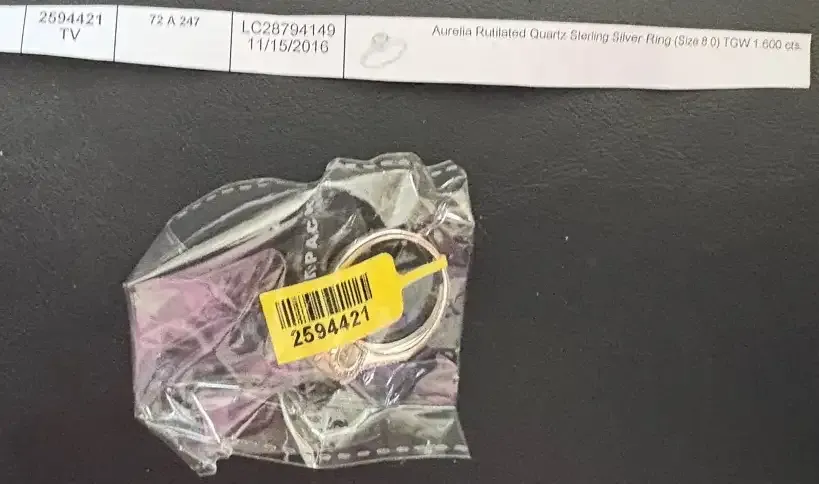 2594421
TV
72 A 247
LC28794149
11/15/2016
Aurelia Rutilated Quartz Sterling Silver Ring (Size 8.0) TGW 1.600 cts.
2594421